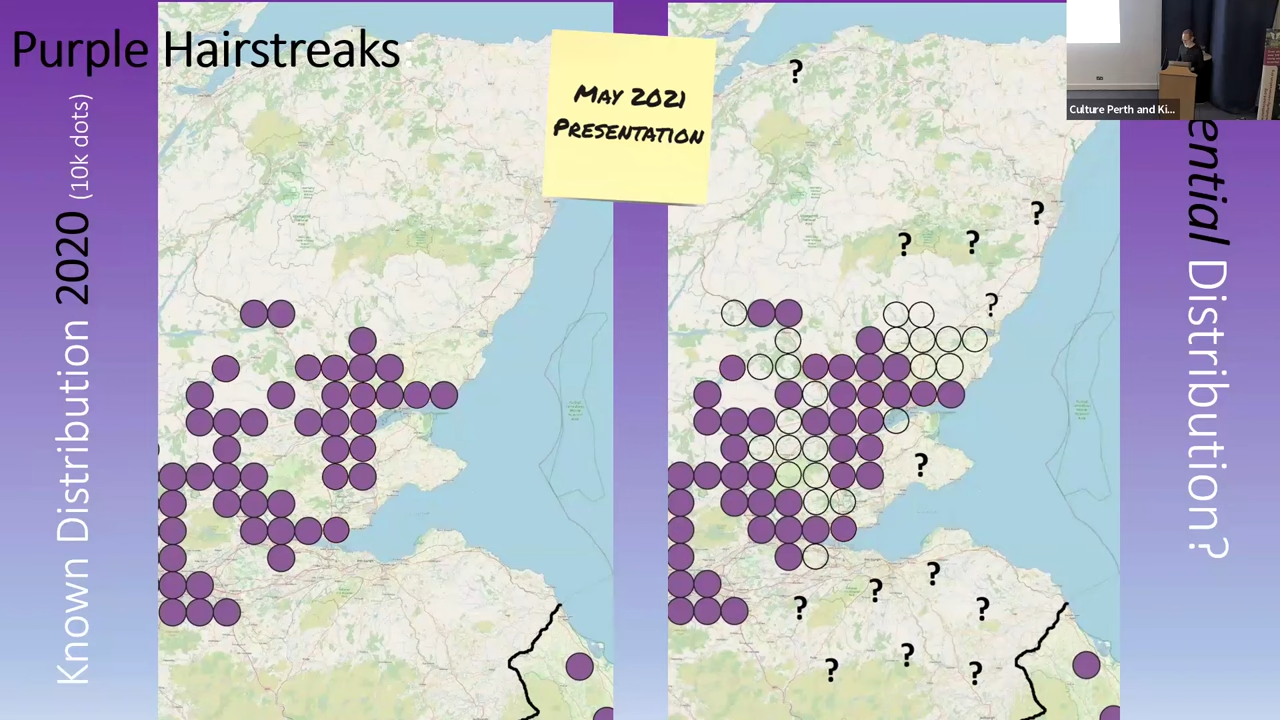 Purple Hairstreaks
Known Distribution 2020 (10k dots)
May 2021
Presentation
?
?
?
?
?
?
?
?
?
?
?
?
?
ential Distribution?
Culture Perth and Ki...